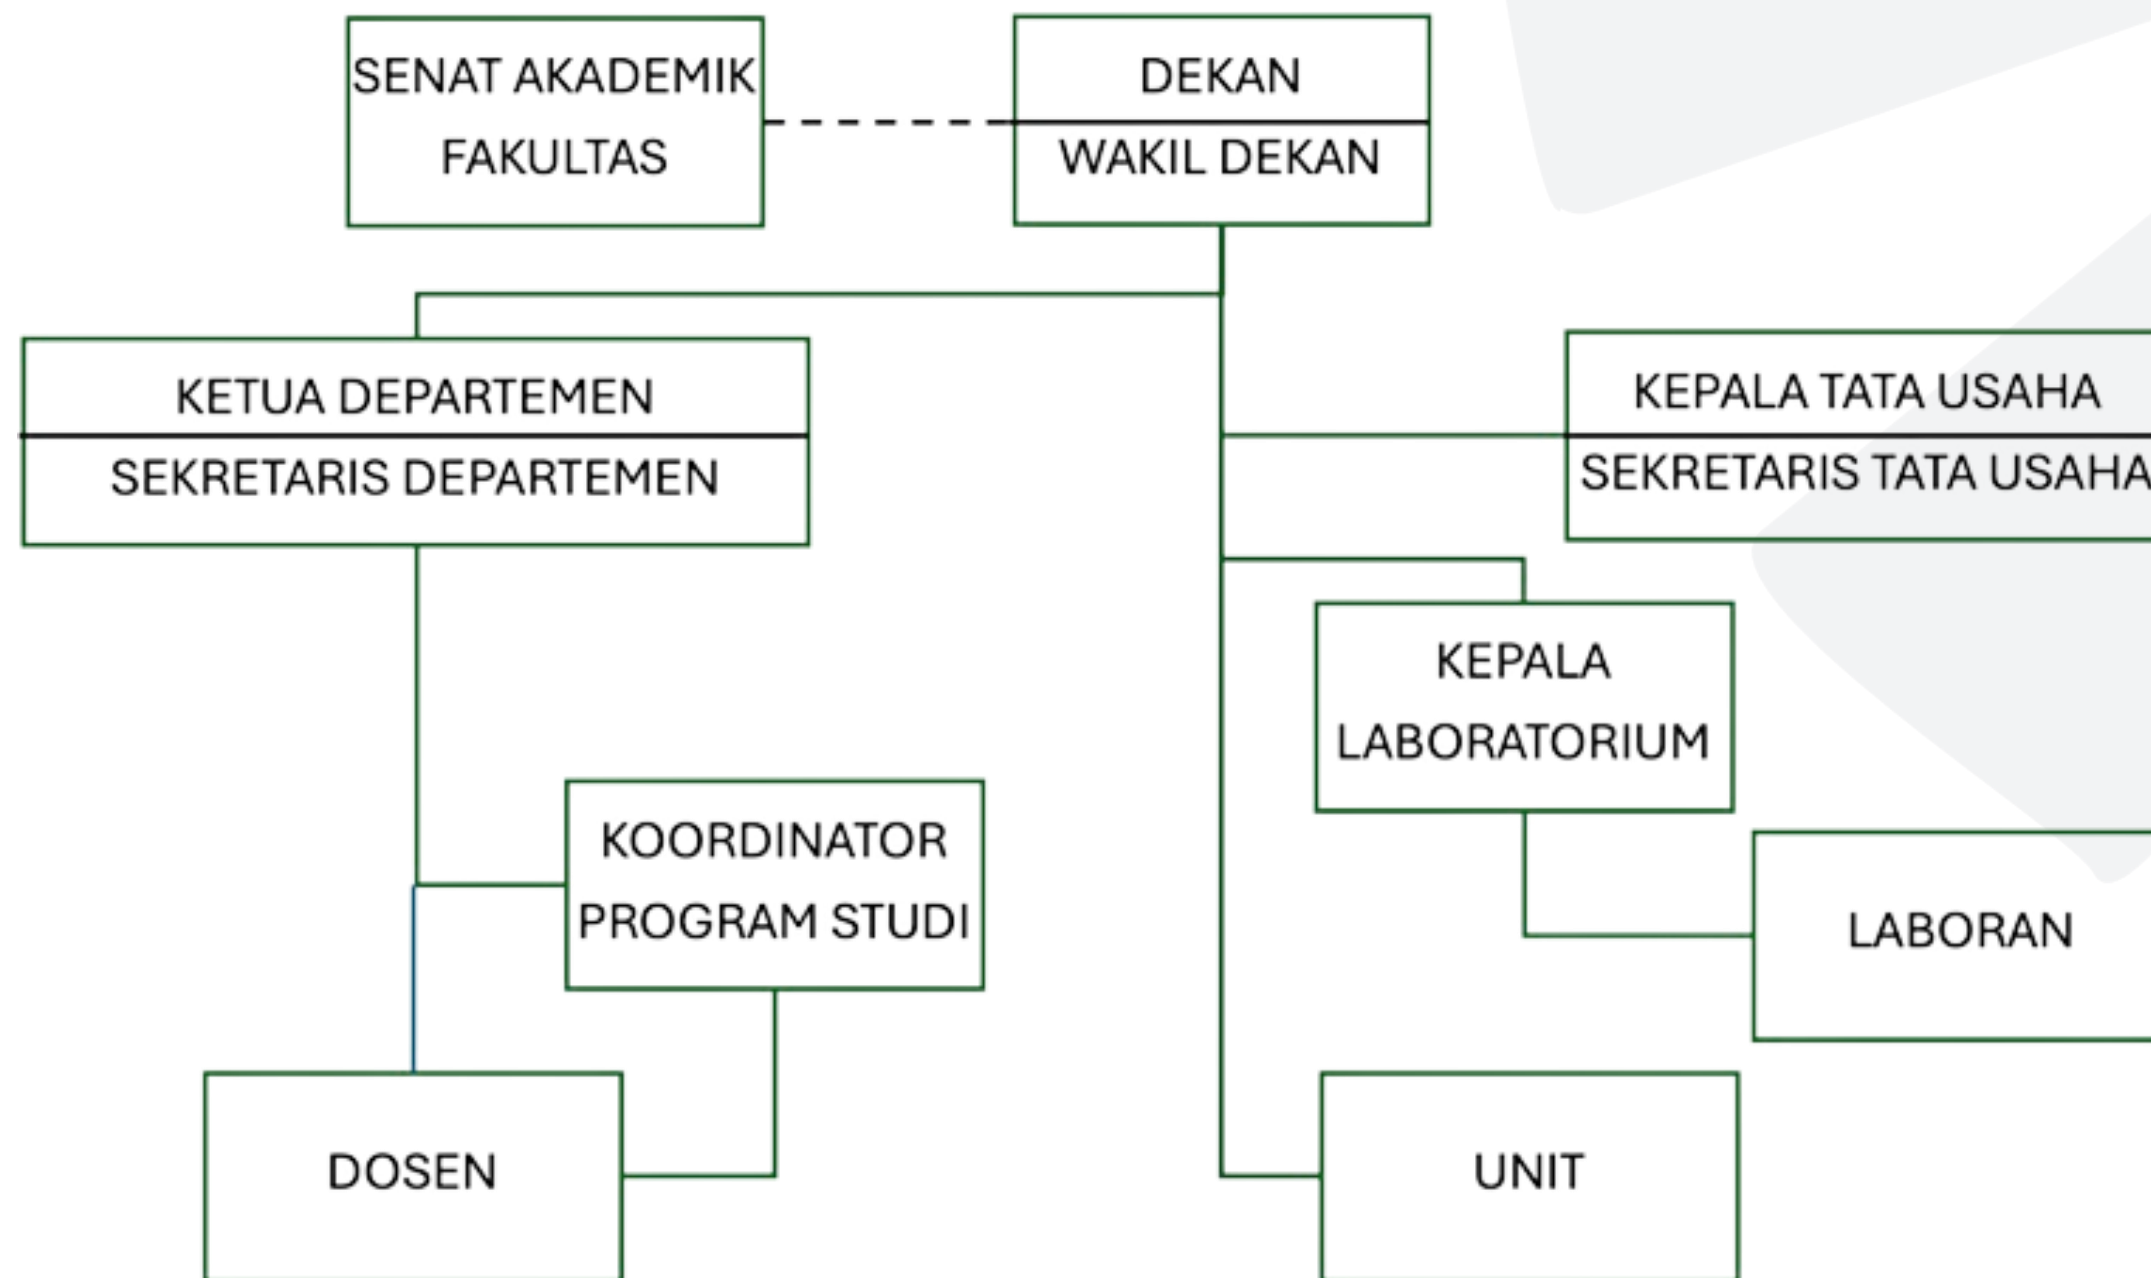 SENAT AKADEMIK
FAKULTAS
DEKAN
WAKIL DEKAN
KETUA DEPARTEMEN
SEKRETARIS DEPARTEMEN
KEPALA TATA USAHA
SEKRETARIS TATA USAHA
KEPALA
LABORATORIUM
KOORDINATOR
PROGRAM STUDI
LABORAN
DOSEN
UNIT